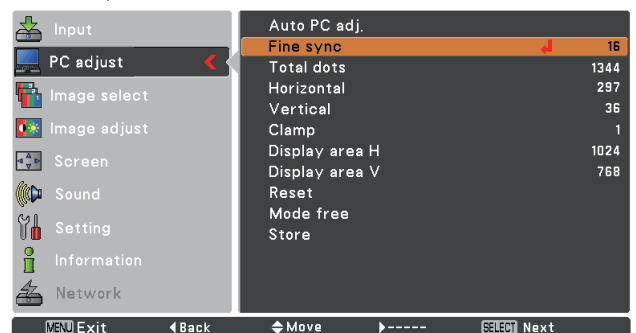 Input
PC adjust
Image select
Image adjust
Screen
Sound
Setting
Information
Network
Auto PC adj.
Fine sync 16
Total dots 1344
Horizontal 297
Vertical 36
Clamp 1
Display area H 1024
Display area V 768
Reset
Mode free
Store
MENU Exit Back Move ----- SELECT Next